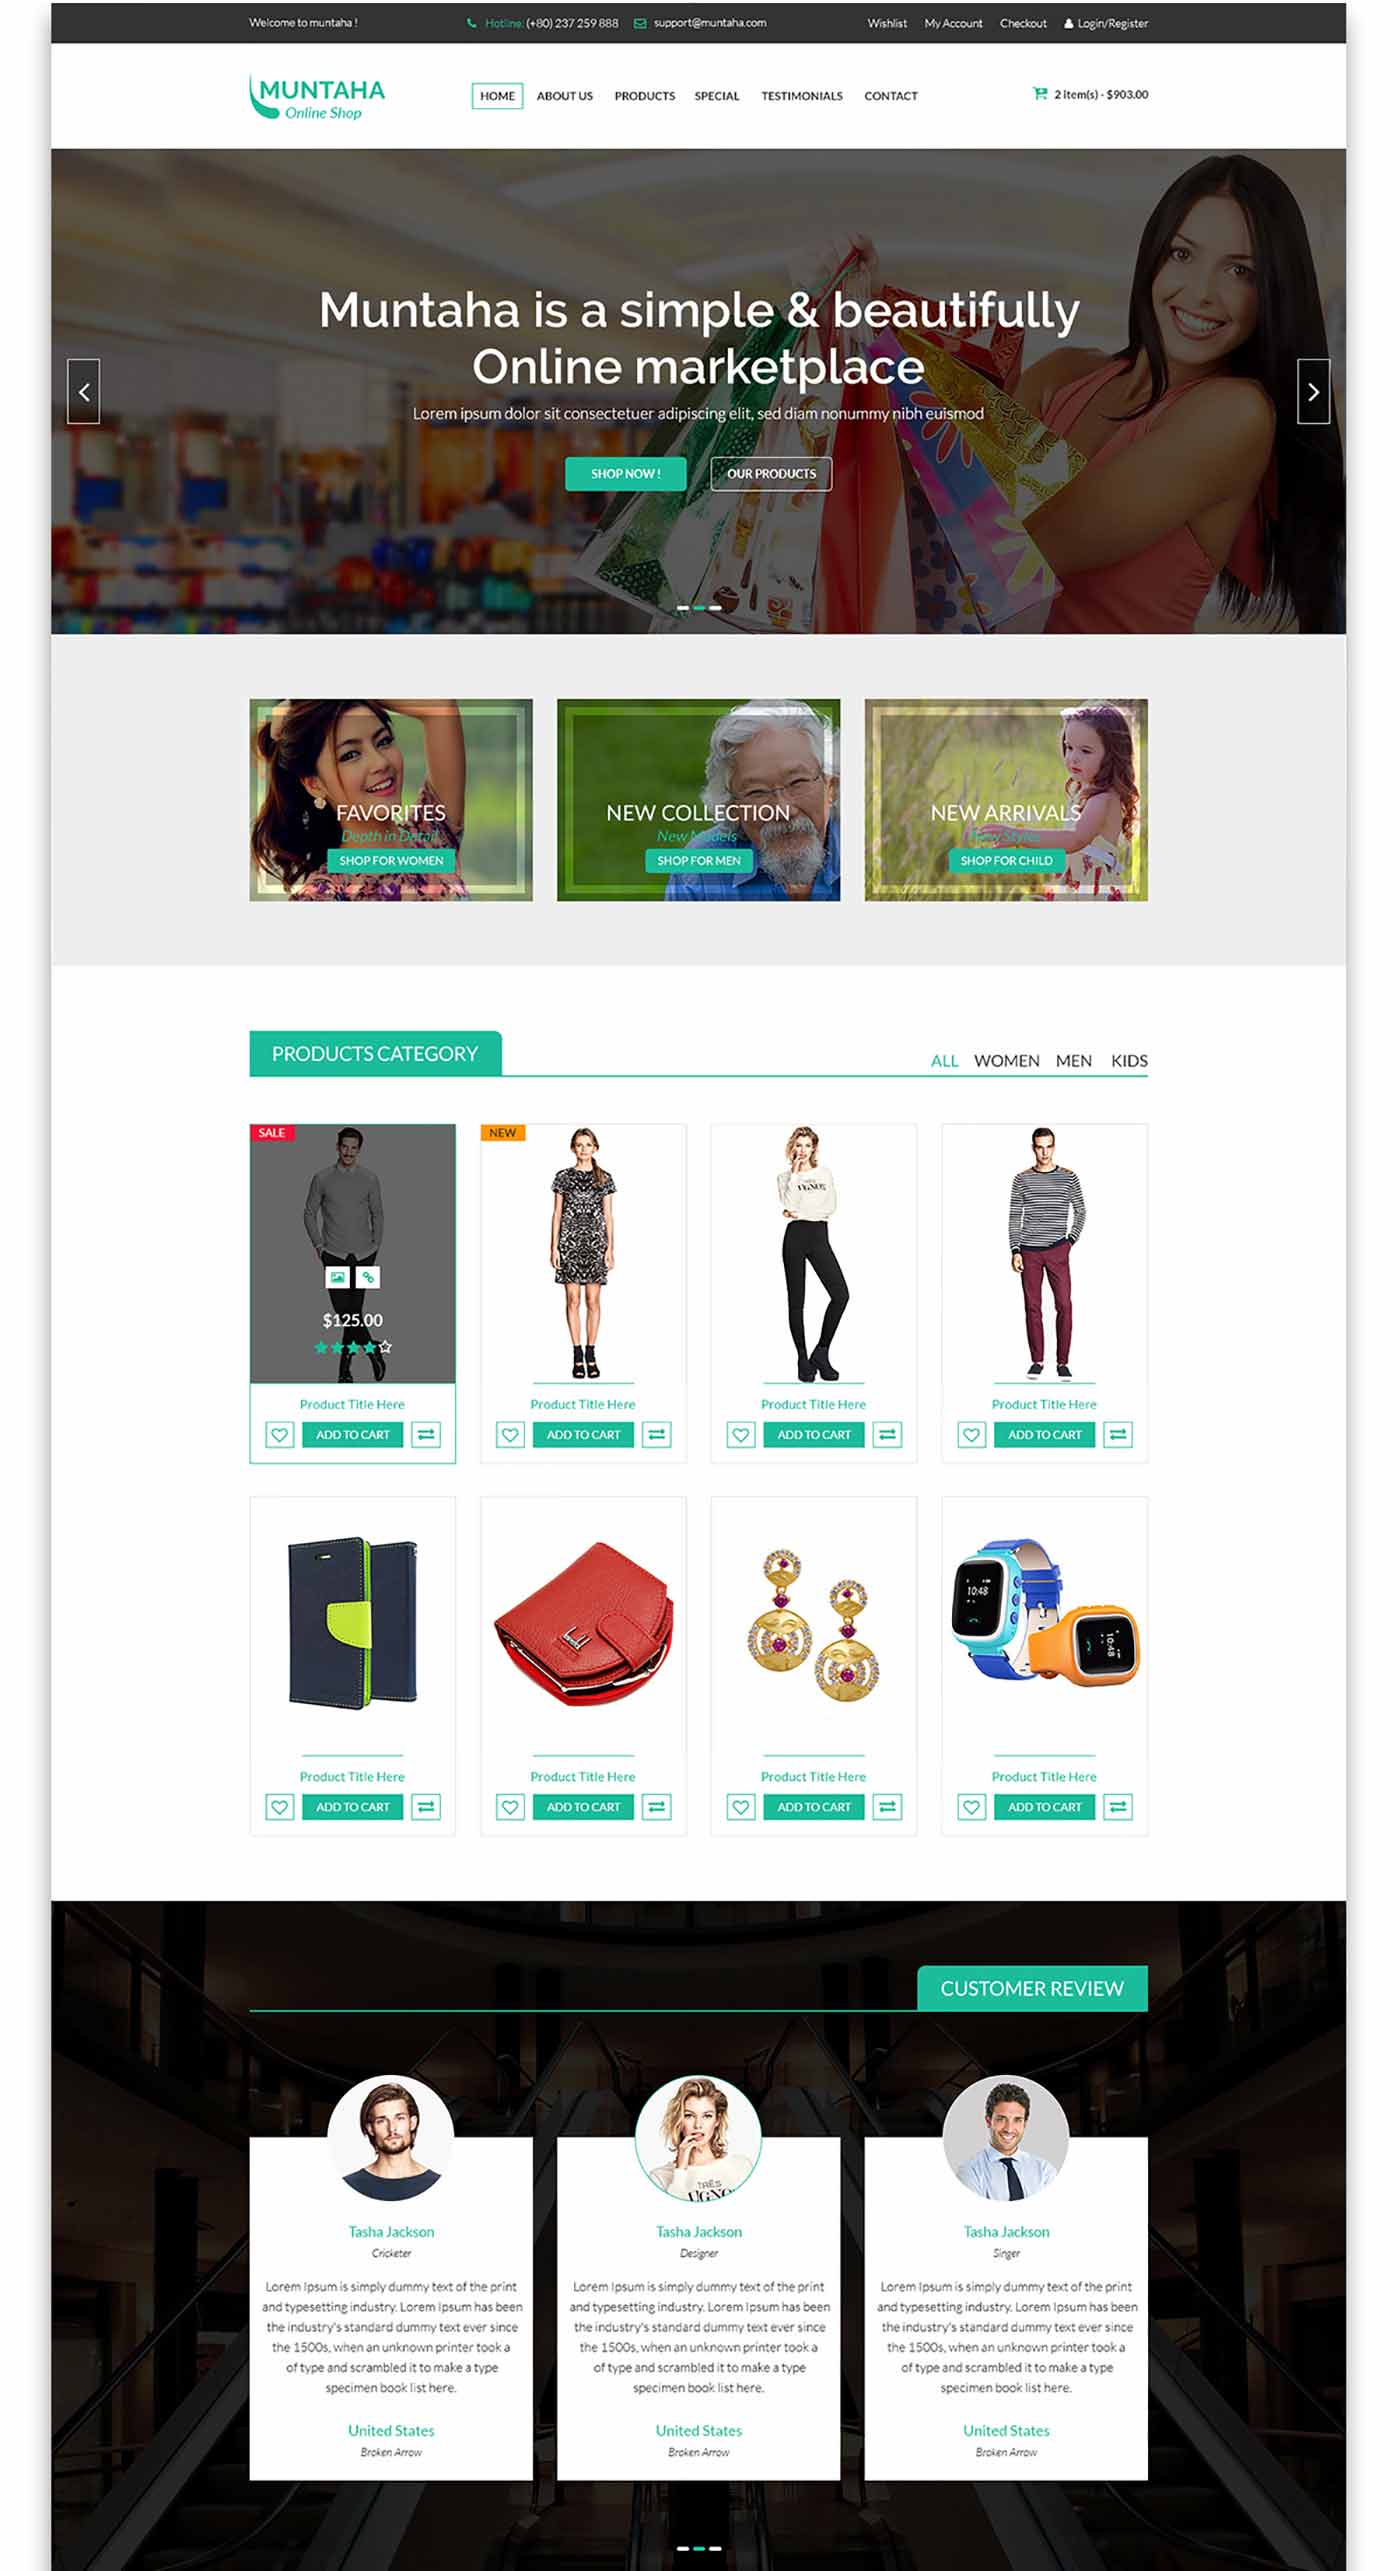 Welcome to muntaha !
Hotline: (+80) 237 259 888
support@muntaha.com
Wishlist
My Account
Checkout
Login/Register
MUNTAHA
Online Shop
HOME
ABOUT US
PRODUCTS
SPECIAL
TESTIMONIALS
CONTACT
2 item(s) - $903.00
Muntaha is a simple & beautifully
Online marketplace
Lorem ipsum dolor sit consectetuer adipiscing elit, sed diam nonummy nibh euismod
SHOP NOW !
OUR PRODUCTS
FAVORITES
Depth in Detail
SHOP FOR WOMEN
NEW COLLECTION
New Models
SHOP FOR MEN
NEW ARRIVALS
New Styles
SHOP FOR CHILD
PRODUCTS CATEGORY
ALL
WOMEN
MEN
KIDS
SALE
$125.00
Product Title Here
ADD TO CART
NEW
Product Title Here
ADD TO CART
TRÈS
UGNOY
Product Title Here
ADD TO CART
Product Title Here
ADD TO CART
Product Title Here
ADD TO CART
Product Title Here
ADD TO CART
Product Title Here
ADD TO CART
10:48
10:48
Product Title Here
ADD TO CART
CUSTOMER REVIEW
Tasha Jackson
Cricketer
Lorem Ipsum is simply dummy text of the print
and typesetting industry. Lorem Ipsum has been
the industry's standard dummy text ever since
the 1500s, when an unknown printer took a
of type and scrambled it to make a type
specimen book list here.
United States
Broken Arrow
TRÈS
Tasha Jackson
Designer
Lorem Ipsum is simply dummy text of the print
and typesetting industry. Lorem Ipsum has been
the industry's standard dummy text ever since
the 1500s, when an unknown printer took a
of type and scrambled it to make a type
specimen book list here.
United States
Broken Arrow
Tasha Jackson
Singer
Lorem Ipsum is simply dummy text of the print
and typesetting industry. Lorem Ipsum has been
the industry's standard dummy text ever since
the 1500s, when an unknown printer took a
of type and scrambled it to make a type
specimen book list here.
United States
Broken Arrow